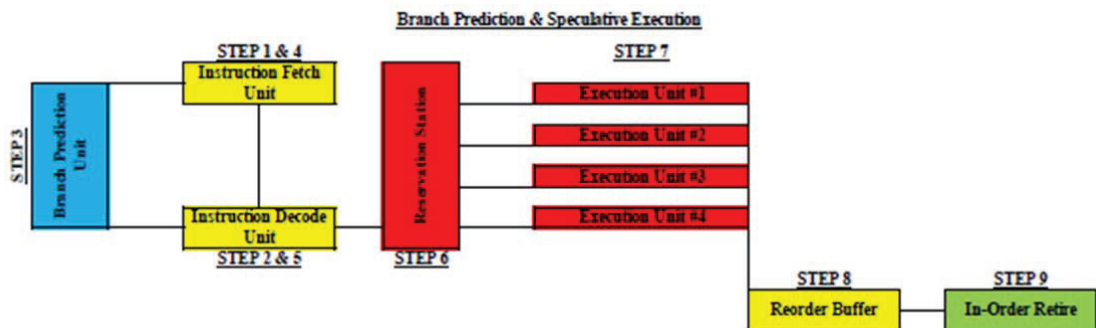 Branch Prediction & Speculative Execution
STEP 1 & 4
STEP 7
Instruction Fetch
Unit
Execution Unit #1
STEP 3
Branch Prediction
Unit
Reservation Station
Execution Unit #2
Execution Unit #3
Instruction Decode
Unit
Execution Unit #4
STEP 2 & 5
STEP 6
STEP 8
STEP 9
Reorder Buffer
In-Order Retire